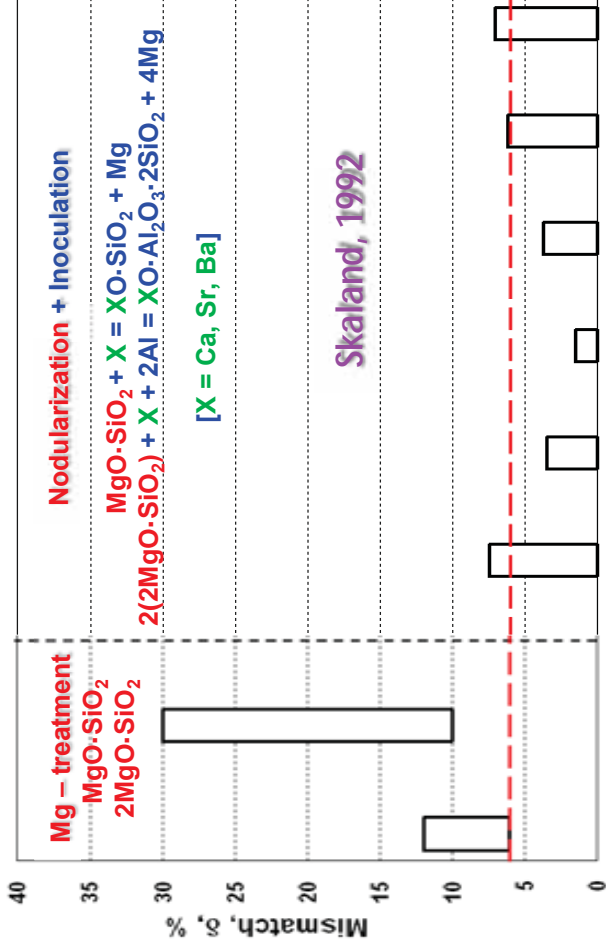 Mismatch, δ, %
40
35
30
25
20
15
10
5
0
Mg – treatment
MgO·SiO₂
2MgO·SiO₂
Nodularization + Inoculation
MgO·SiO₂ + X = XO·SiO₂ + Mg
2(2MgO·SiO₂) + X + 2Al = XO·Al₂O₃·2SiO₂ + 4Mg
[X = Ca, Sr, Ba]
Skaland, 1992